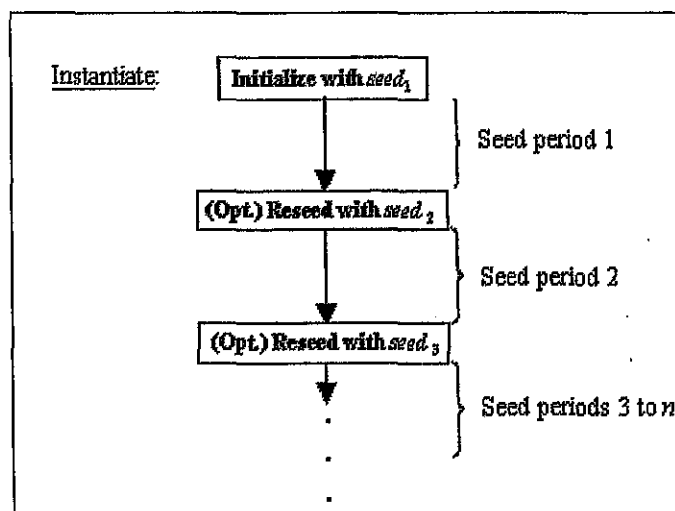 Instantiate:
Initialize with seed1
Seed period 1
(Opt.) Reseed with seed2
Seed period 2
(Opt.) Reseed with seed3
Seed periods 3 to n